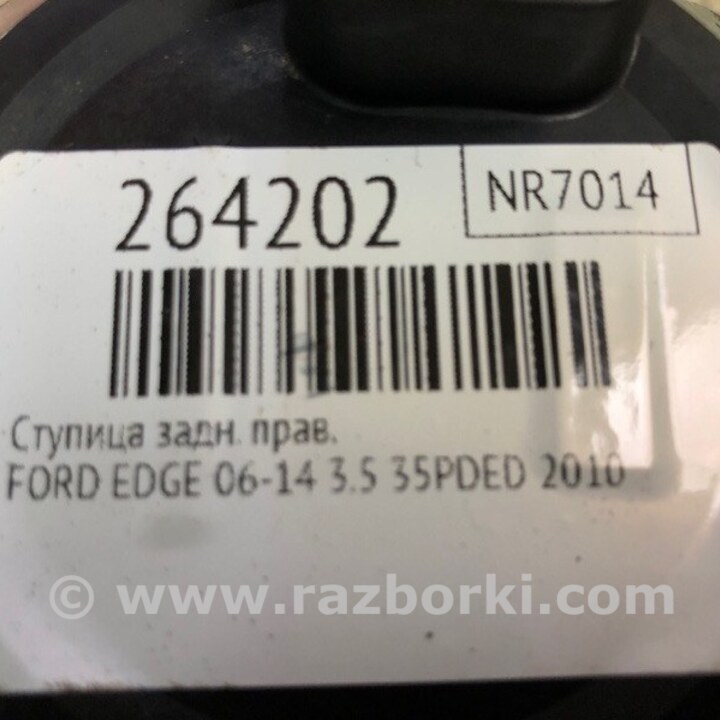 264202
NR7014
Ступица задн. прав.
FORD EDGE 06-14 3.5 35PDED 2010
© www.razborki.com